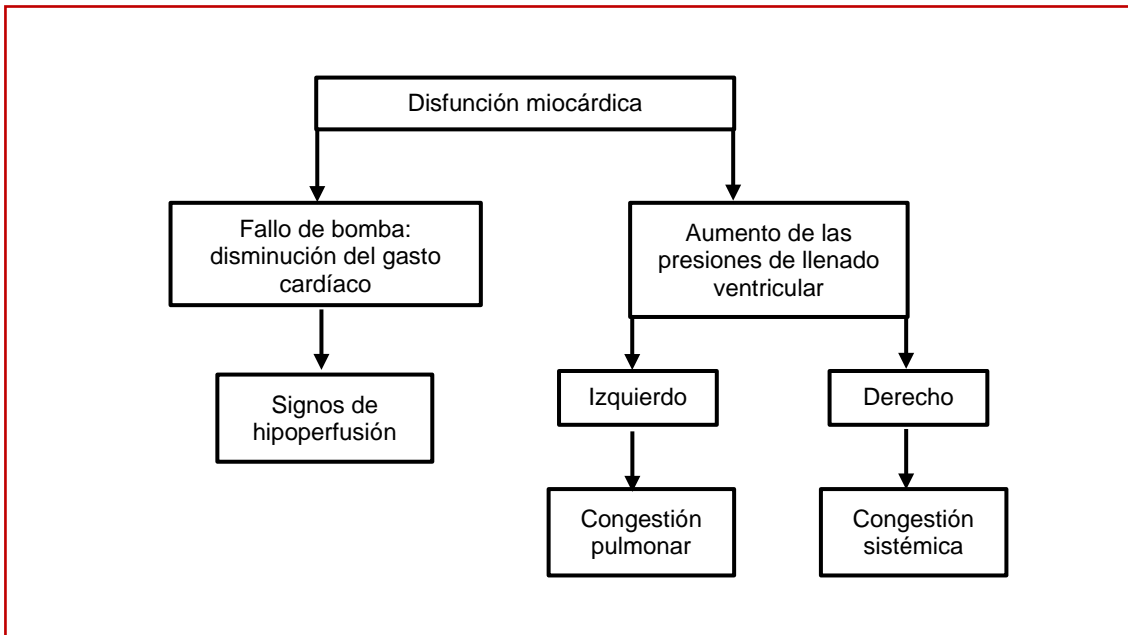 Disfunción miocárdica
Fallo de bomba:
disminución del gasto
cardíaco
Aumento de las
presiones de llenado
ventricular
Signos de
hipoperfusión
Izquierdo
Derecho
Congestión
pulmonar
Congestión
sistémica